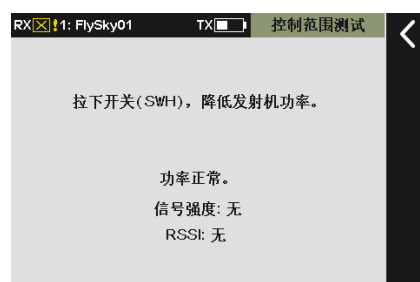 RX !1: FlySky01 TX 控制范围测试
拉下开关(SWH)，降低发射机功率。
功率正常。
信号强度: 无
RSSI: 无